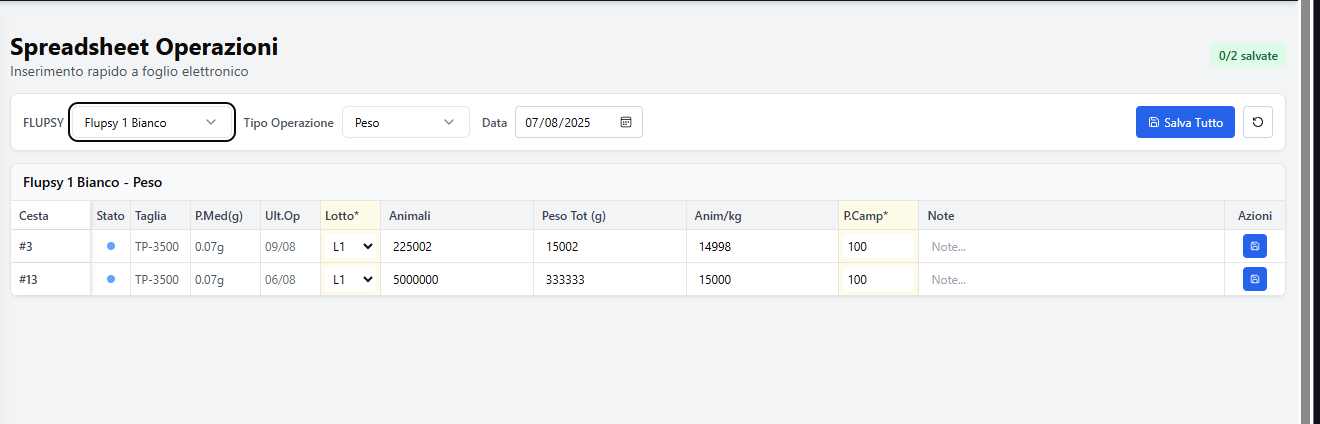 Spreadsheet Operazioni
Inserimento rapido a foglio elettronico
0/2 salvate
FLUPSY Flupsy 1 Bianco Tipo Operazione Peso Data 07/08/2025 Salva Tutto
Flupsy 1 Bianco - Peso
Cesta Stato Taglia P.Med(g) Ult.Op Lotto* Animali Peso Tot (g) Anim/kg P.Camp* Note Azioni
#3 TP-3500 0.07g 09/08 L1 225002 15002 14998 100 Note...
#13 TP-3500 0.07g 06/08 L1 5000000 333333 15000 100 Note...